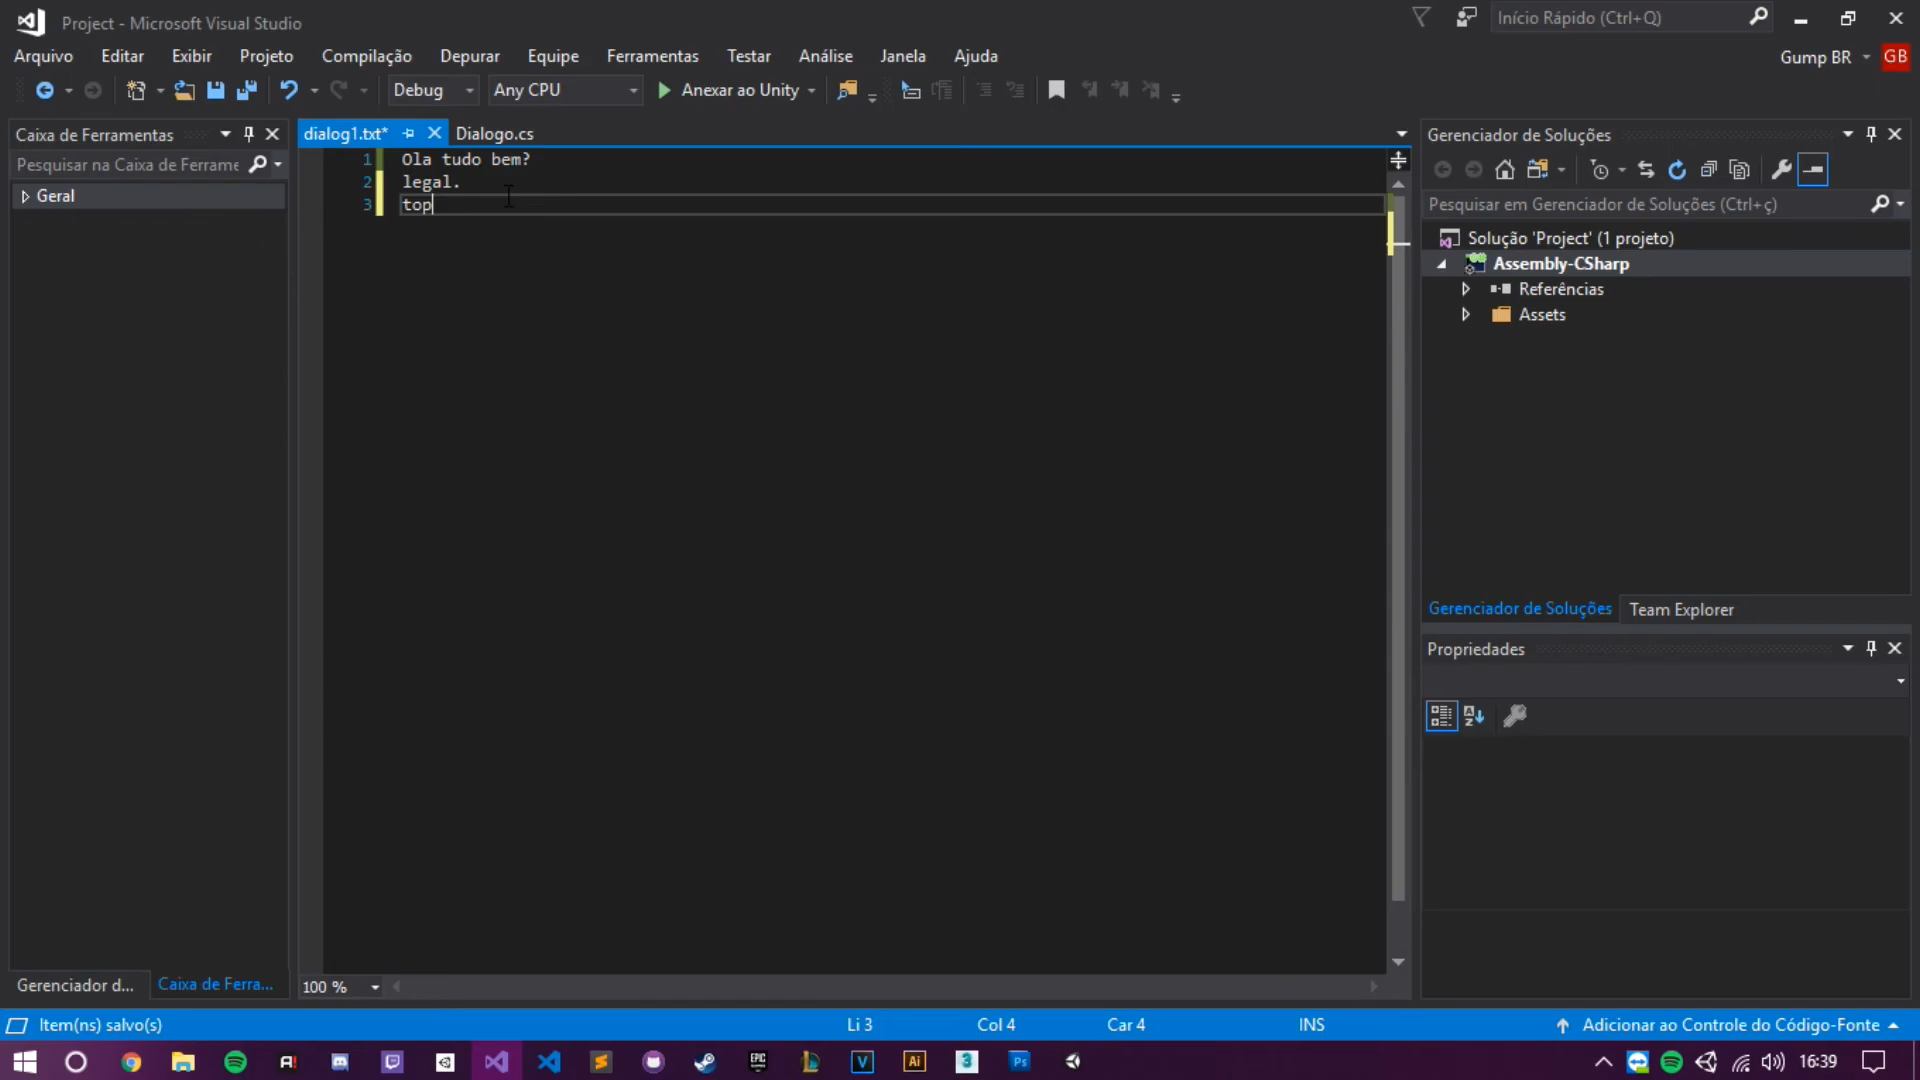 Project - Microsoft Visual Studio
Início Rápido (Ctrl+Q)
Arquivo Editar Exibir Projeto Compilação Depurar Equipe Ferramentas Testar Análise Janela Ajuda
Gump BR GB
Debug Any CPU Anexar ao Unity
Caixa de Ferramentas
Pesquisar na Caixa de Ferrame
Geral
dialog1.txt* Dialogo.cs
1 Ola tudo bem?
2 legal.
3 top
Gerenciador de Soluções
Pesquisar em Gerenciador de Soluções (Ctrl+ç)
Solução 'Project' (1 projeto)
Assembly-CSharp
Referências
Assets
Gerenciador de Soluções Team Explorer
Propriedades
Gerenciador d... Caixa de Ferra...
100 %
Item(ns) salvo(s) Li 3 Col 4 Car 4 INS Adicionar ao Controle do Código-Fonte
16:39